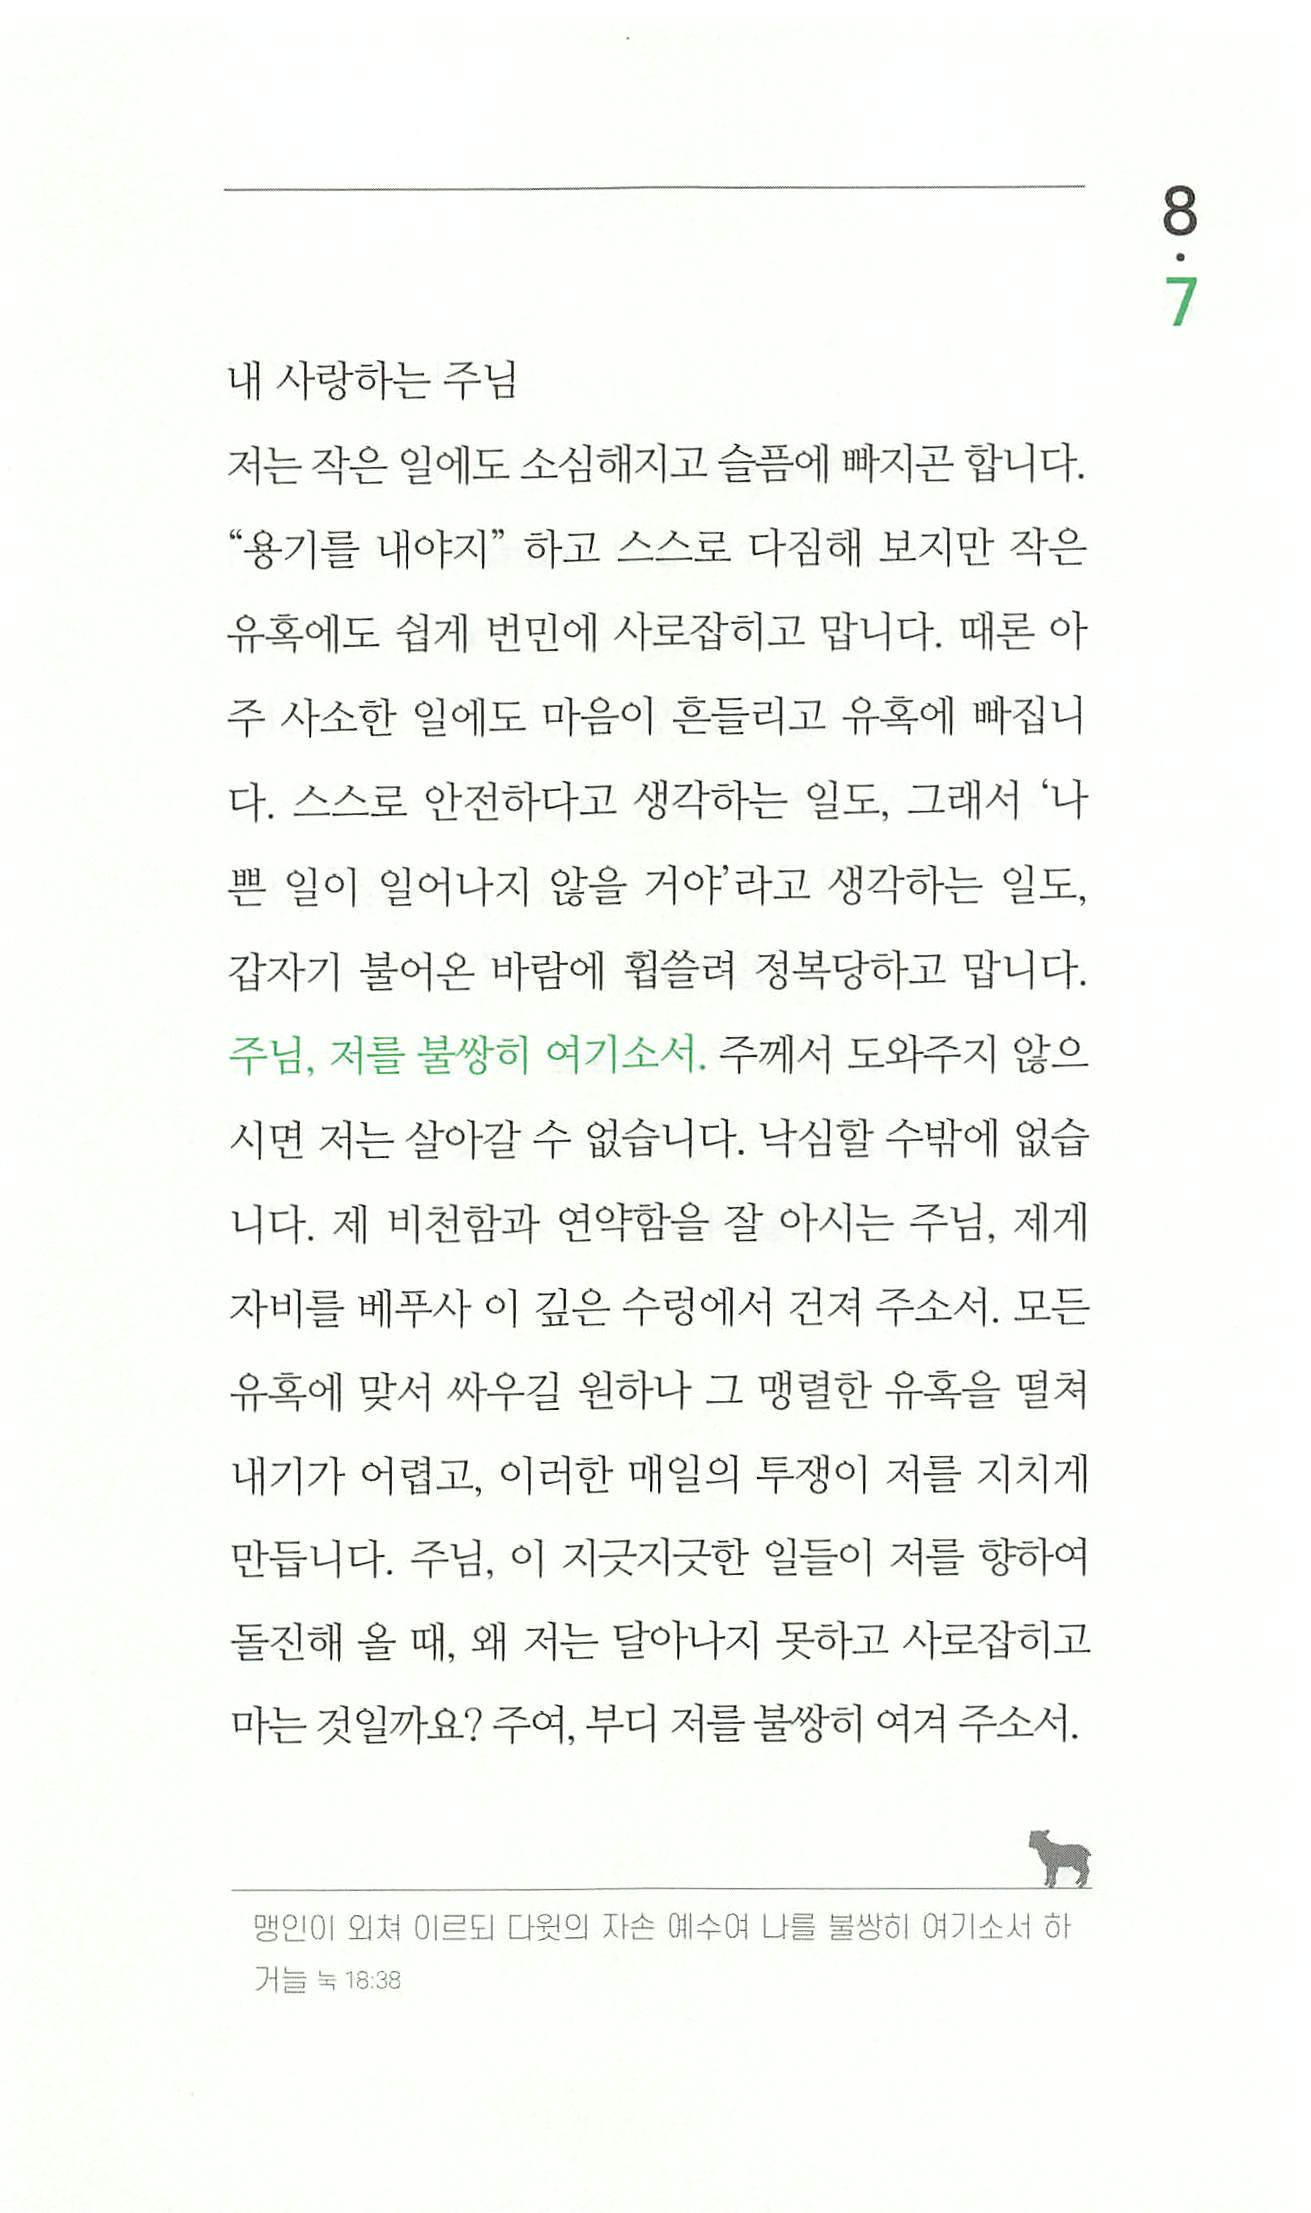 8
·
7
내 사랑하는 주님
저는 작은 일에도 소심해지고 슬픔에 빠지곤 합니다.
“용기를 내야지” 하고 스스로 다짐해 보지만 작은
유혹에도 쉽게 번민에 사로잡히고 맙니다. 때론 아
주 사소한 일에도 마음이 흔들리고 유혹에 빠집니
다. 스스로 안전하다고 생각하는 일도, 그래서 ‘나
쁜 일이 일어나지 않을 거야’라고 생각하는 일도,
갑자기 불어온 바람에 휩쓸려 정복당하고 맙니다.
주님, 저를 불쌍히 여기소서. 주께서 도와주지 않으
시면 저는 살아갈 수 없습니다. 낙심할 수밖에 없습
니다. 제 비천함과 연약함을 잘 아시는 주님, 제게
자비를 베푸사 이 깊은 수렁에서 건져 주소서. 모든
유혹에 맞서 싸우길 원하나 그 맹렬한 유혹을 떨쳐
내기가 어렵고, 이러한 매일의 투쟁이 저를 지치게
만듭니다. 주님, 이 지긋지긋한 일들이 저를 향하여
돌진해 올 때, 왜 저는 달아나지 못하고 사로잡히고
마는 것일까요? 주여, 부디 저를 불쌍히 여겨 주소서.
맹인이 외쳐 이르되 다윗의 자손 예수여 나를 불쌍히 여기소서 하
거늘 눅 18:38